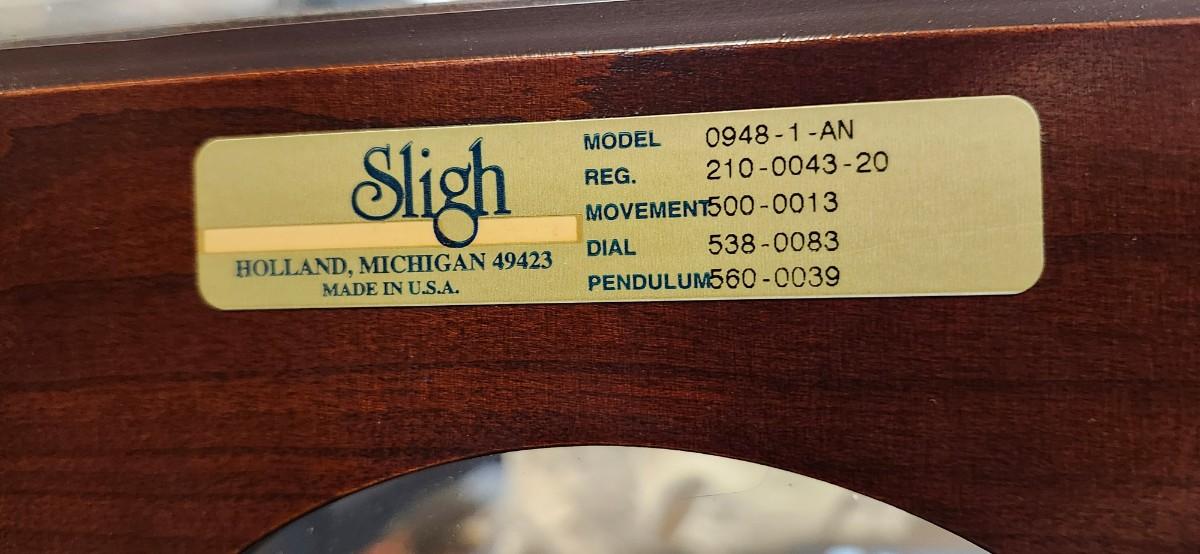 Sligh
HOLLAND, MICHIGAN 49423
MADE IN U.S.A.
MODEL 0948-1-AN
REG. 210-0043-20
MOVEMENT 500-0013
DIAL 538-0083
PENDULUM 560-0039